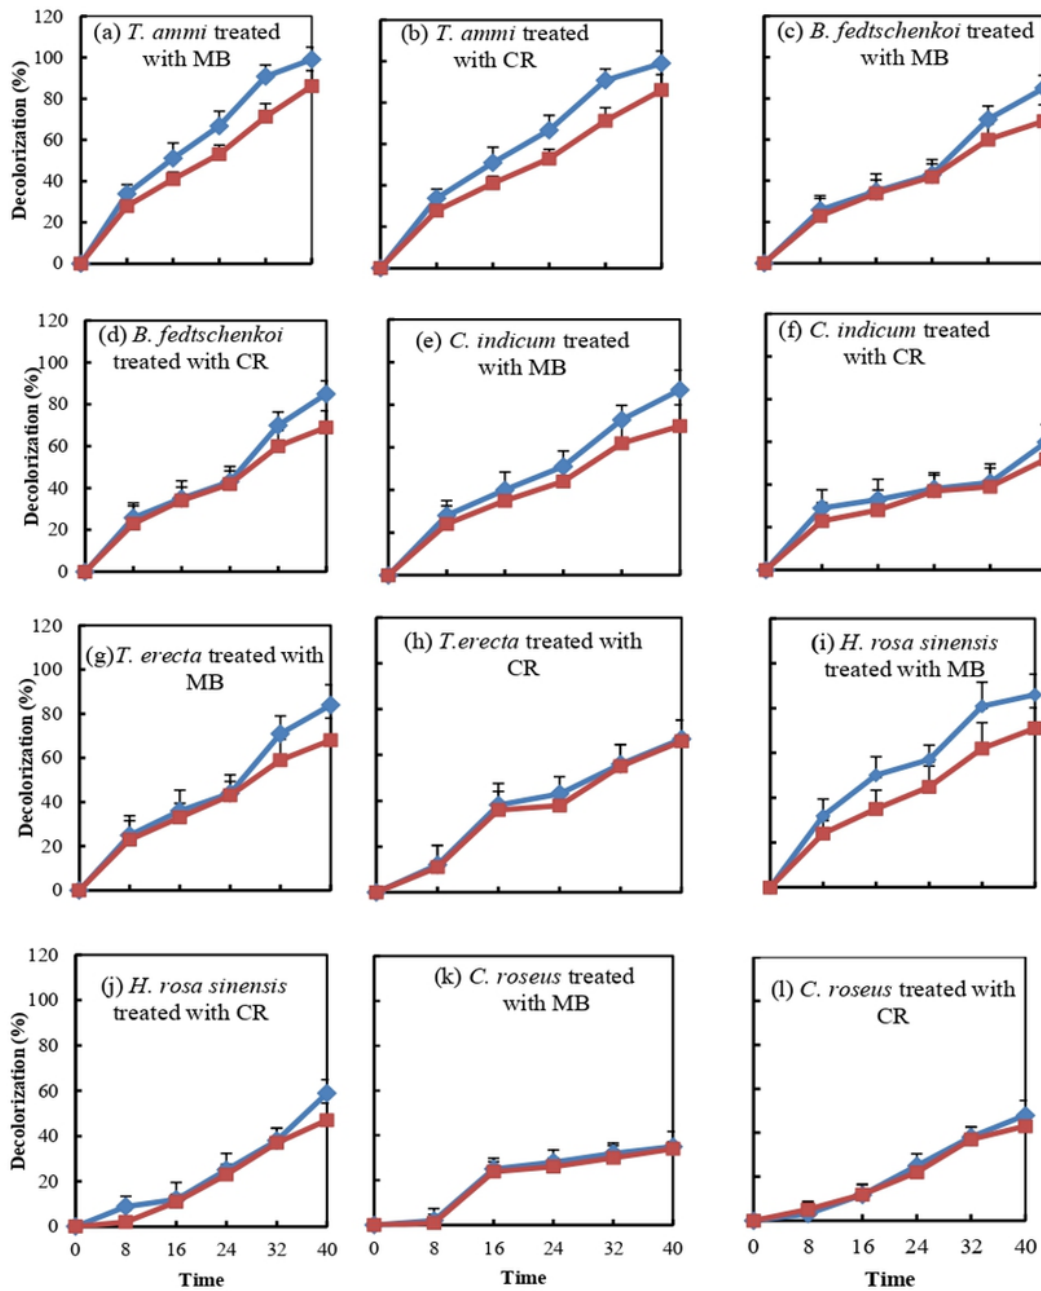 120
100
80
60
40
20
0
Decolorization (%)
(a) T. ammi treated
with MB
(b) T. ammi treated
with CR
(c) B. fedtschenkoi treated
with MB
120
100
80
60
40
20
0
Decolorization (%)
(d) B. fedtschenkoi
treated with CR
(e) C. indicum treated
with MB
(f) C. indicum treated
with CR
120
100
80
60
40
20
0
Decolorization (%)
(g)T. erecta treated with
MB
(h) T.erecta treated with
CR
(i) H. rosa sinensis
treated with MB
120
100
80
60
40
20
0
Decolorization (%)
(j) H. rosa sinensis
treated with CR
(k) C. roseus treated
with MB
(l) C. roseus treated with
CR
0 8 16 24 32 40
Time
0 8 16 24 32 40
Time
0 8 16 24 32 40
Time